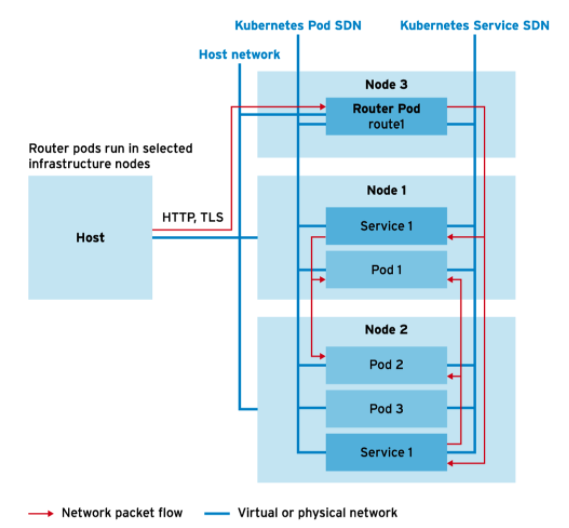 Kubernetes Pod SDN
Kubernetes Service SDN
Host network
Node 3
Router Pod
route1
Router pods run in selected
infrastructure nodes
Host
HTTP, TLS
Node 1
Service 1
Pod 1
Node 2
Pod 2
Pod 3
Service 1
Network packet flow
Virtual or physical network